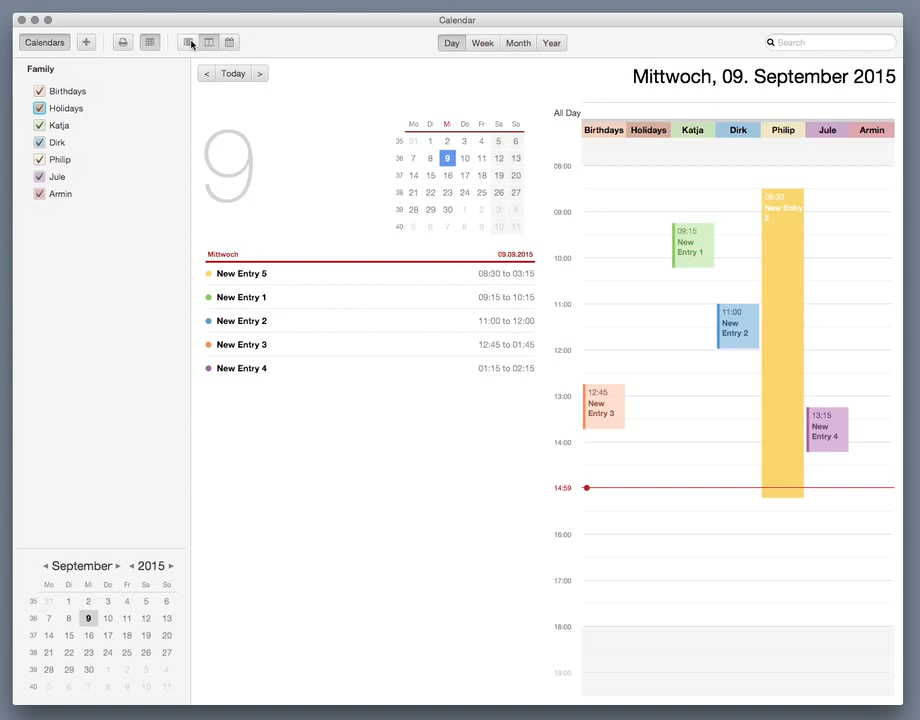 Calendar
Calendars
+
Day Week Month Year
Search
Family
Birthdays
Holidays
Katja
Dirk
Philip
Jule
Armin
September 2015
Mo Di Mi Do Fr Sa So
35 31 1 2 3 4 5 6
36 7 8 9 10 11 12 13
37 14 15 16 17 18 19 20
38 21 22 23 24 25 26 27
39 28 29 30 1 2 3 4
40 5 6 7 8 9 10 11
< Today >
Mittwoch, 09. September 2015
9
Mo Di Mi Do Fr Sa So
35 31 1 2 3 4 5 6
36 7 8 9 10 11 12 13
37 14 15 16 17 18 19 20
38 21 22 23 24 25 26 27
39 28 29 30 1 2 3 4
40 5 6 7 8 9 10 11
Mittwoch 09.09.2015
New Entry 5 08:30 to 03:15
New Entry 1 09:15 to 10:15
New Entry 2 11:00 to 12:00
New Entry 3 12:45 to 01:45
New Entry 4 01:15 to 02:15
All Day
Birthdays Holidays Katja Dirk Philip Jule Armin
08:00
08:30
New Entry
5
09:00
09:15
New
Entry 1
10:00
11:00
11:00
New
Entry 2
12:00
12:45
New
Entry 3
13:00
13:15
New
Entry 4
14:00
14:59
16:00
17:00
18:00
19:00